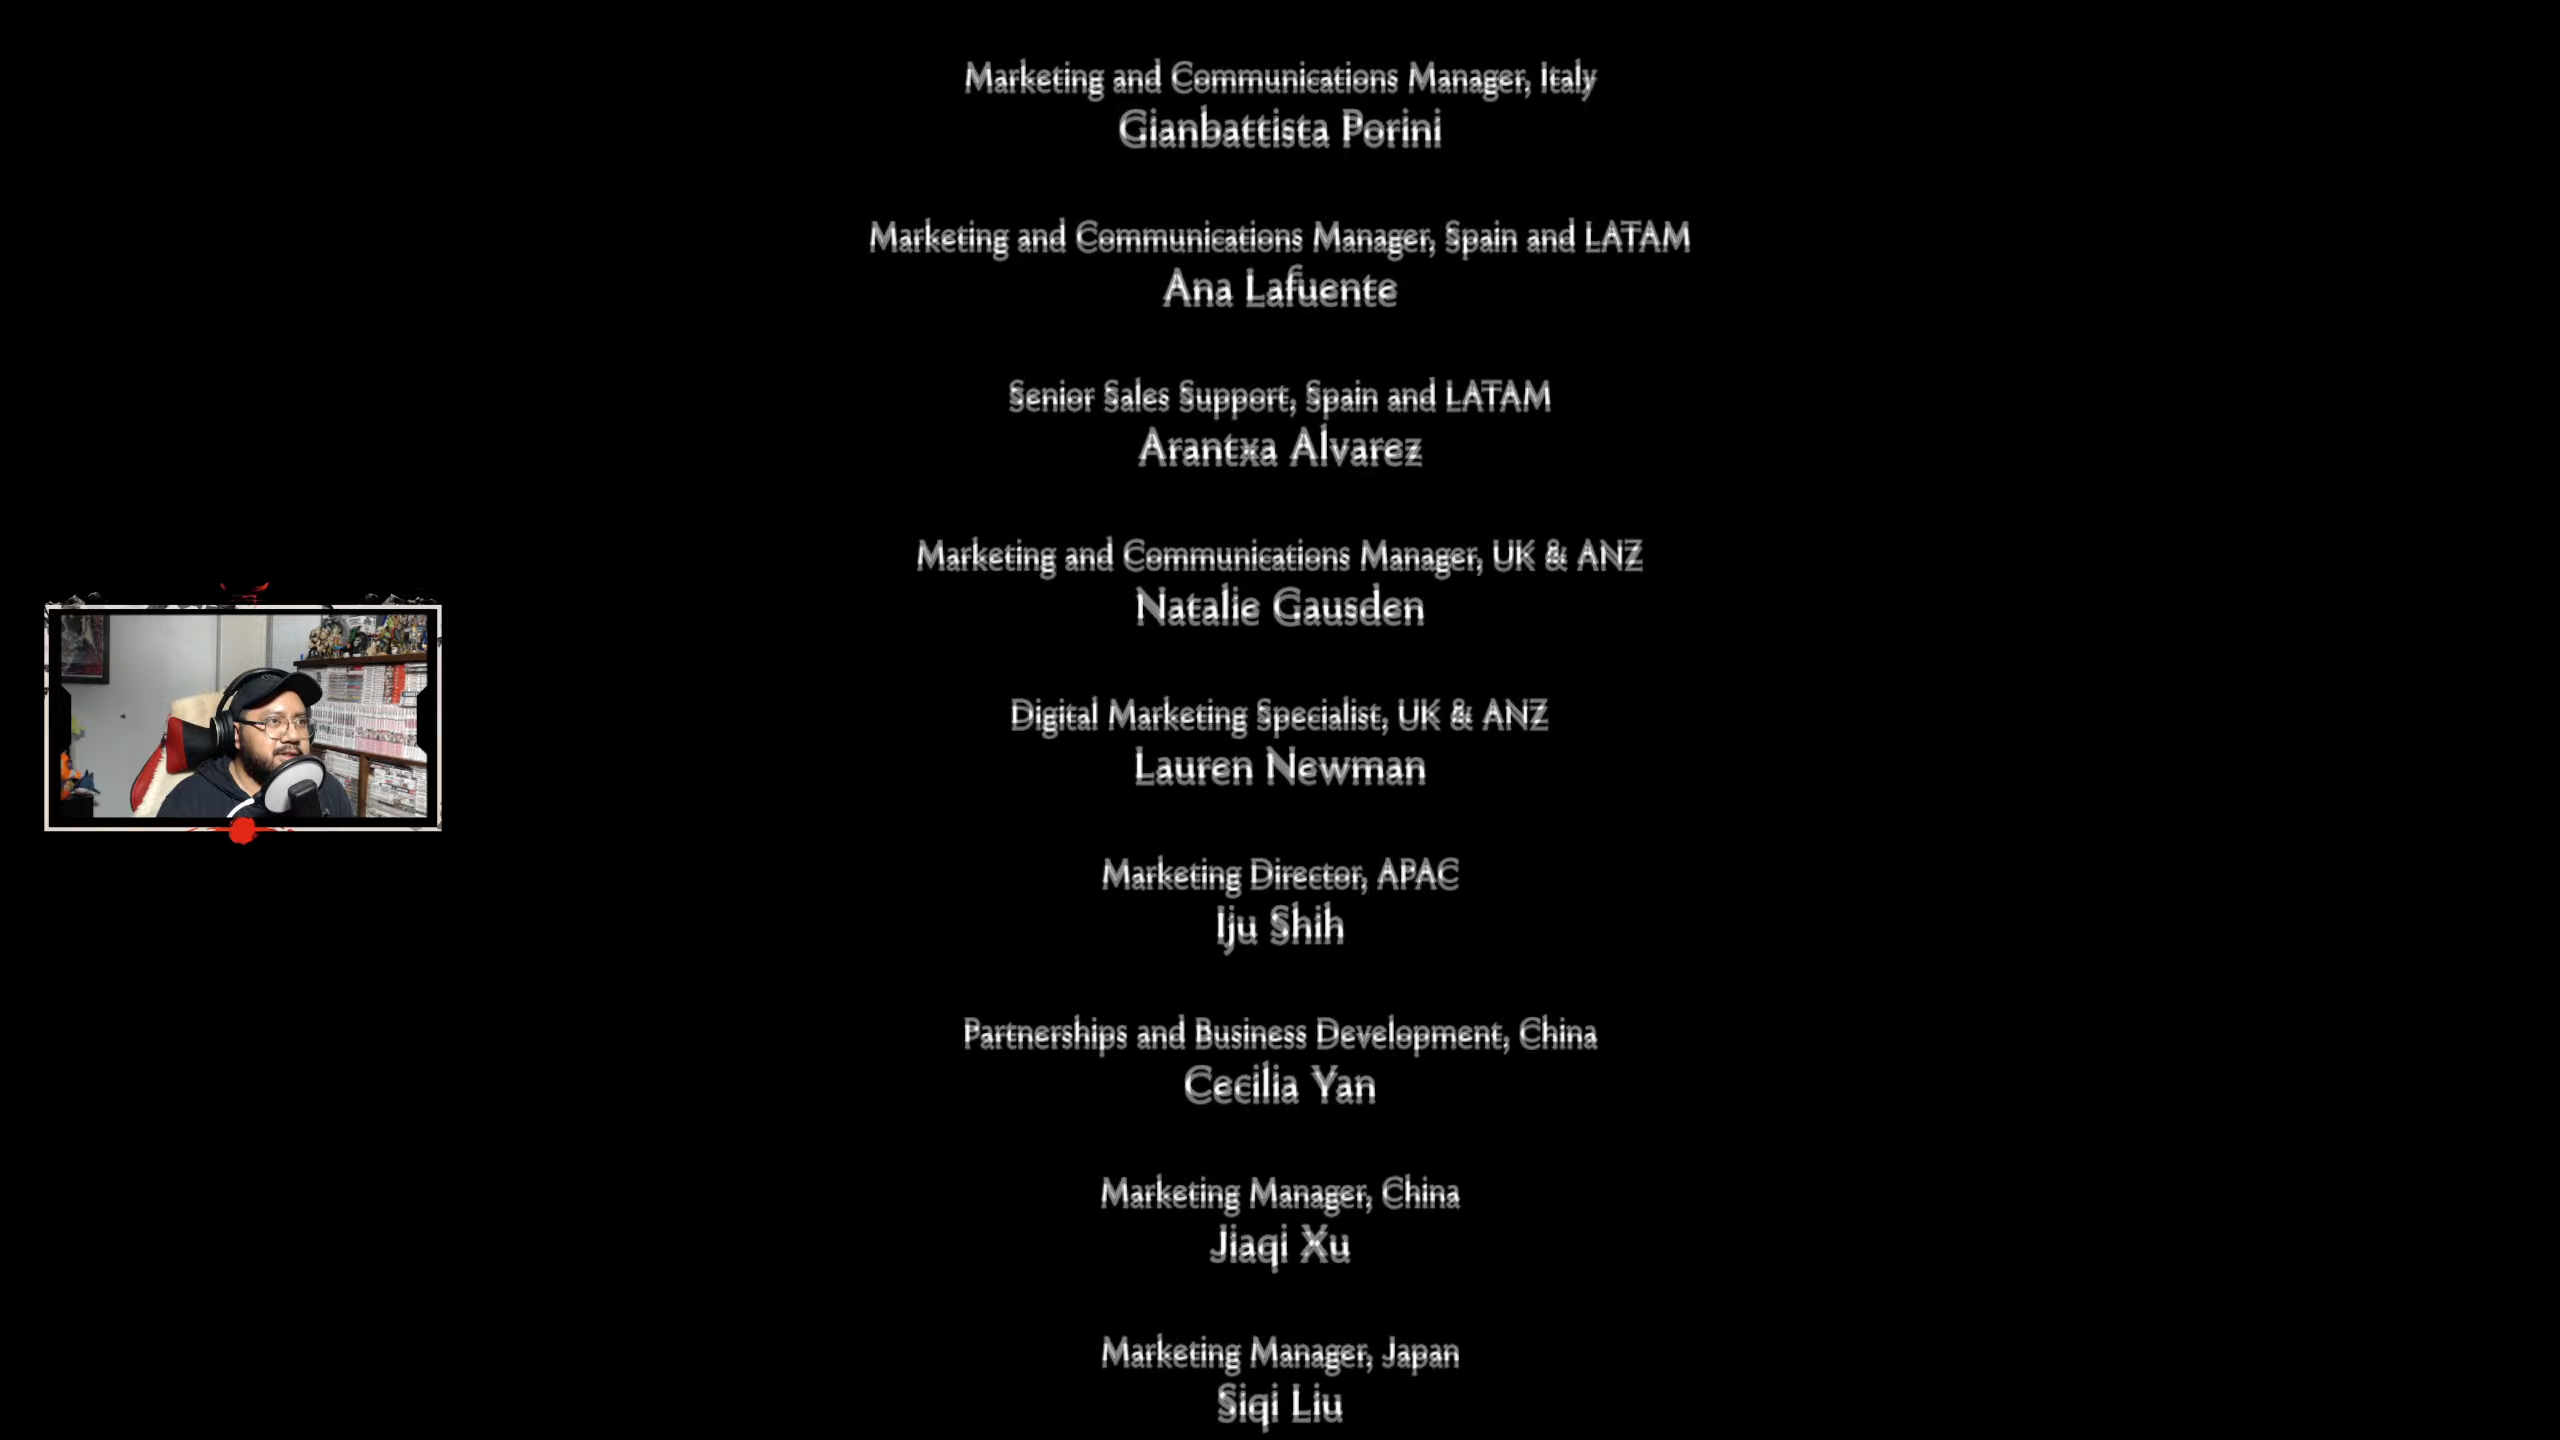 Marketing and Communications Manager, Italy
Gianbattista Porini
Marketing and Communications Manager, Spain and LATAM
Ana Lafuente
Senior Sales Support, Spain and LATAM
Arantxa Alvarez
Marketing and Communications Manager, UK & ANZ
Natalie Gausden
Digital Marketing Specialist, UK & ANZ
Lauren Newman
Marketing Director, APAC
Iju Shih
Partnerships and Business Development, China
Cecilia Yan
Marketing Manager, China
Jiaqi Xu
Marketing Manager, Japan
Siqi Liu